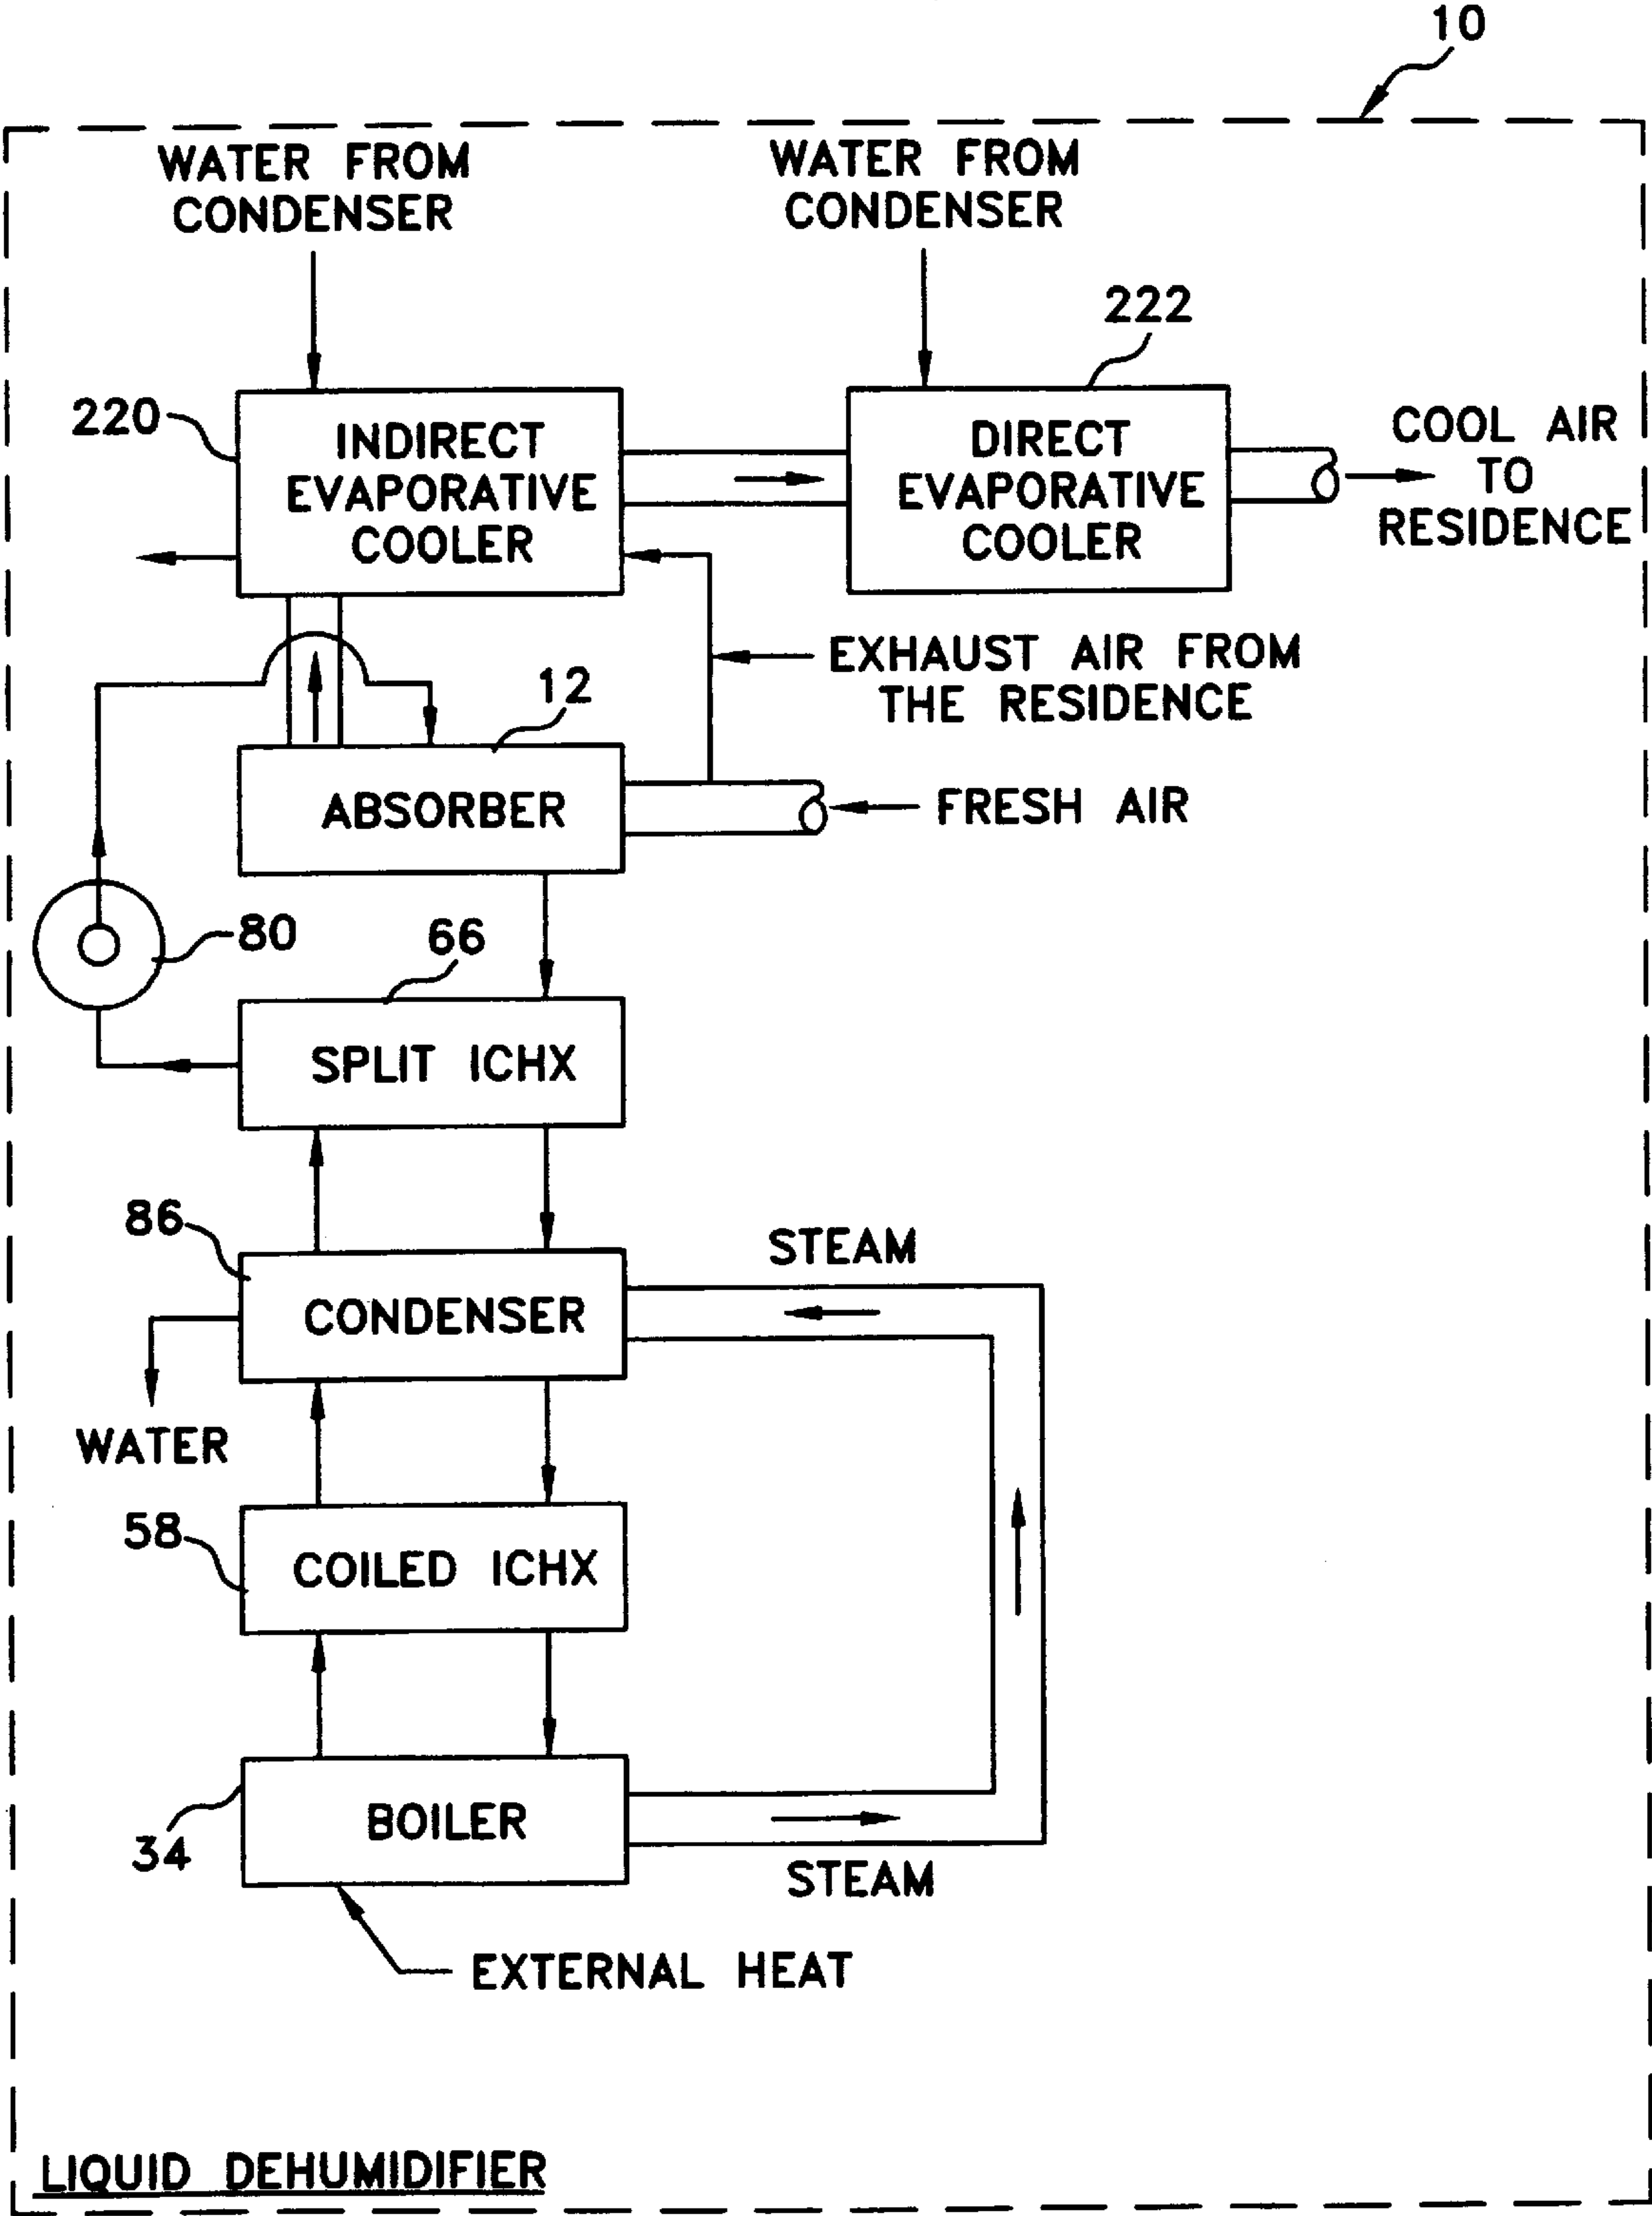 10
WATER FROM
CONDENSER
WATER FROM
CONDENSER
222
220
INDIRECT
EVAPORATIVE
COOLER
DIRECT
EVAPORATIVE
COOLER
COOL AIR
TO
RESIDENCE
EXHAUST AIR FROM
THE RESIDENCE
12
ABSORBER
FRESH AIR
80
66
SPLIT ICHX
86
STEAM
CONDENSER
WATER
58
COILED ICHX
BOILER
34
STEAM
EXTERNAL HEAT
LIQUID DEHUMIDIFIER